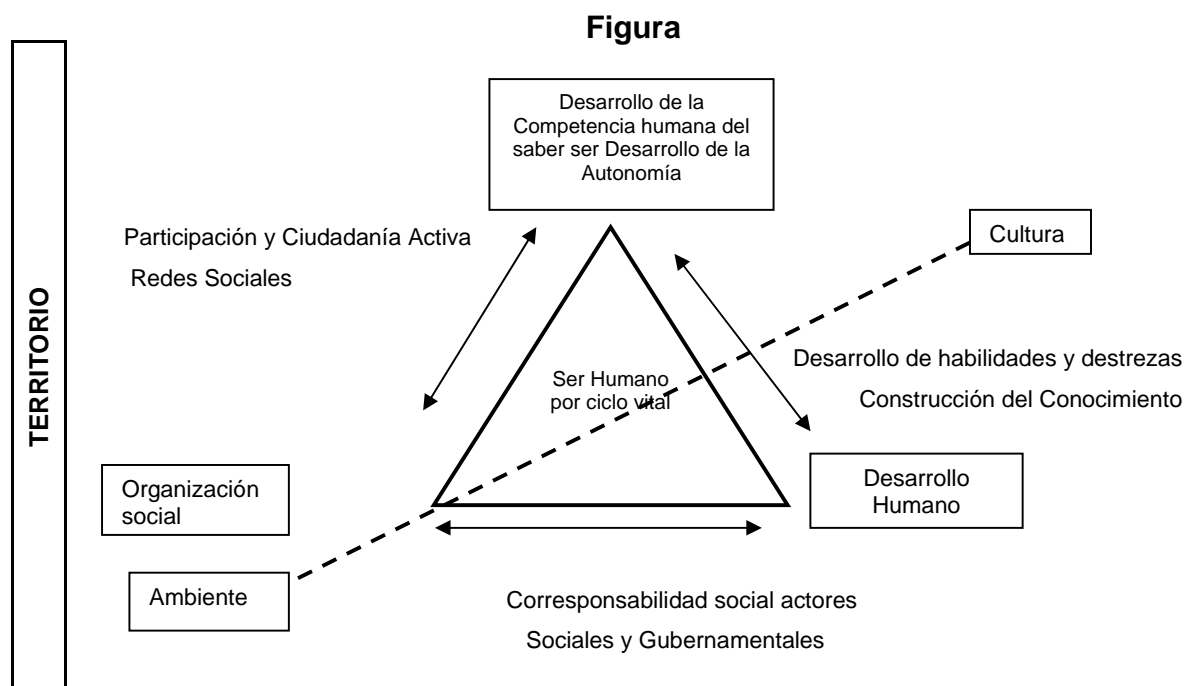 Figura
TERRITORIO
Desarrollo de la
Competencia humana del
saber ser Desarrollo de la
Autonomía
Participación y Ciudadanía Activa
Redes Sociales
Cultura
Desarrollo de habilidades y destrezas
Construcción del Conocimiento
Ser Humano
por ciclo vital
Organización
social
Desarrollo
Humano
Ambiente
Corresponsabilidad social actores
Sociales y Gubernamentales